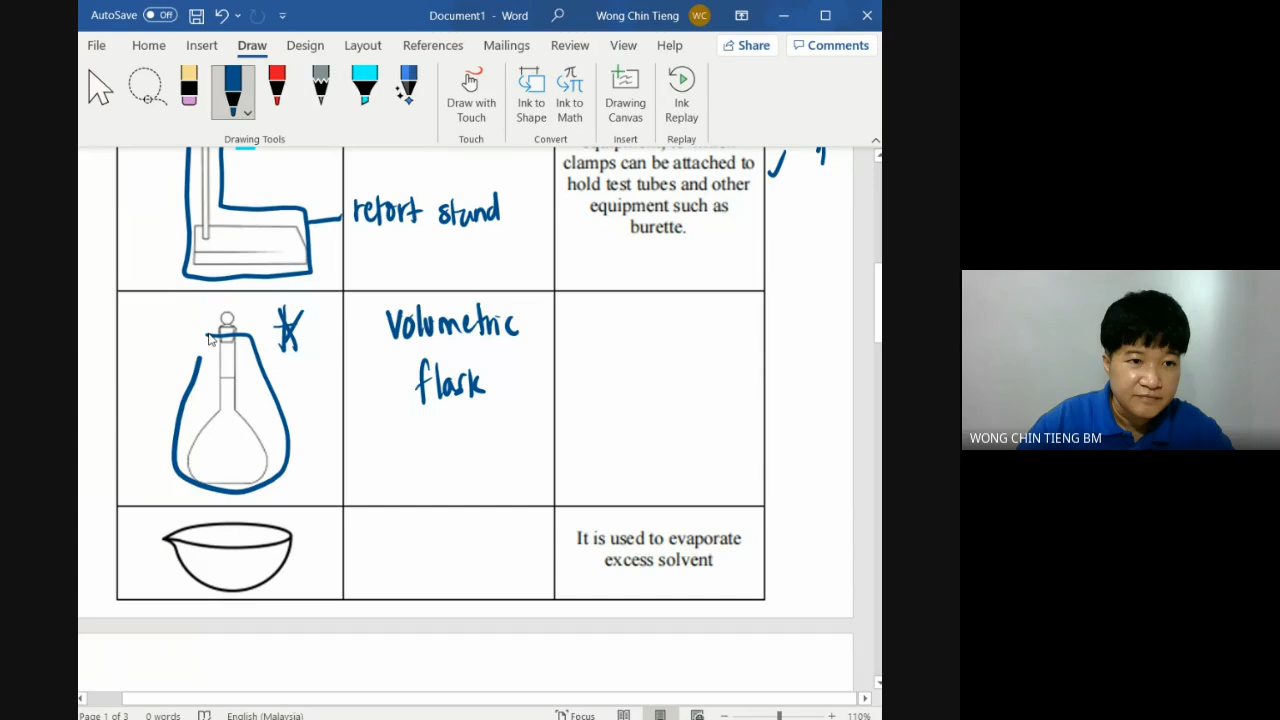 AutoSave Off
Document1 - Word
Wong Chin Tieng WC
File Home Insert Draw Design Layout References Mailings Review View Help Share Comments
Draw with Touch
Ink to Shape
Ink to Math
Drawing Canvas
Ink Replay
Drawing Tools Touch Convert Insert Replay
clamps can be attached to
hold test tubes and other
equipment such as
burette.
retort stand
Volumetric
flask
It is used to evaporate
excess solvent
WONG CHIN TIENG BM
Page 1 of 3 0 words English (Malaysia) Focus 110%